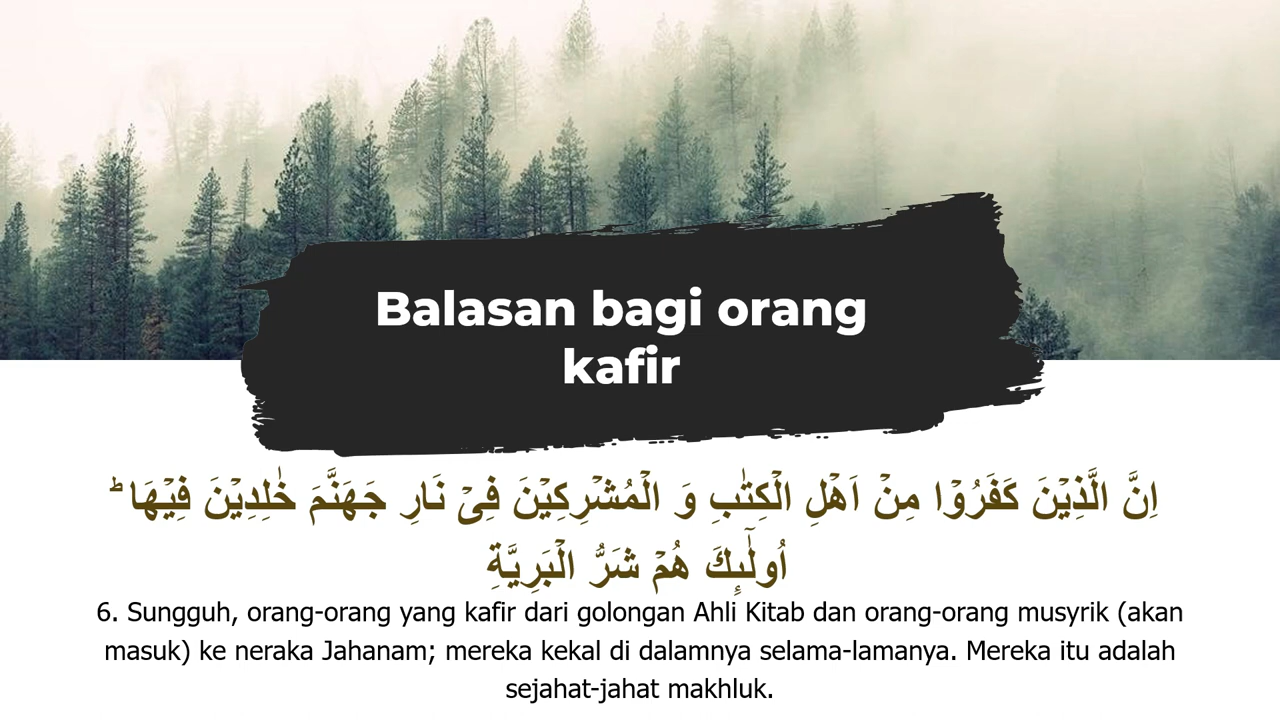 Balasan bagi orang
kafir
اِنَّ الَّذِيْنَ كَفَرُوْا مِنْ اَهْلِ الْكِتٰبِ وَ الْمُشْرِكِيْنَ فِىْ نَارِ جَهَنَّمَ خٰلِدِيْنَ فِيْهَا ؕ
اُولٰٓٮِٕكَ هُمْ شَرُّ الْبَرِيَّةِ
6. Sungguh, orang-orang yang kafir dari golongan Ahli Kitab dan orang-orang musyrik (akan
masuk) ke neraka Jahanam; mereka kekal di dalamnya selama-lamanya. Mereka itu adalah
sejahat-jahat makhluk.